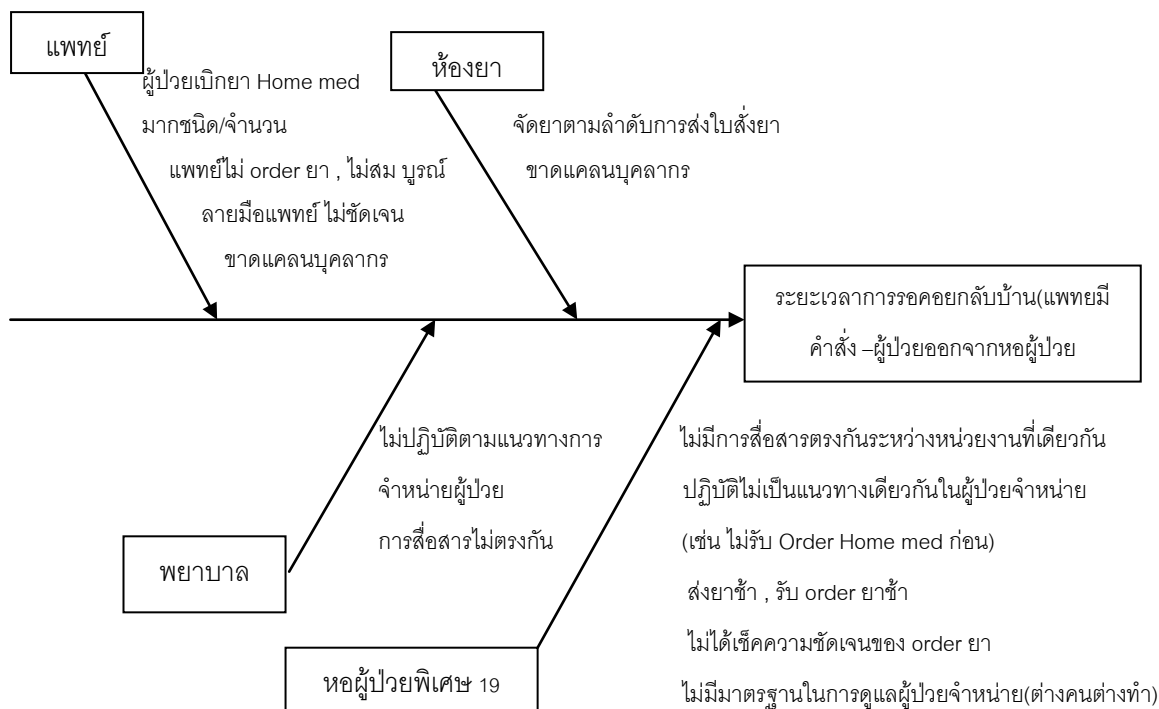 แพทย์
ผู้ป่วยเบิกยา Home med
มากชนิด/จำนวน
แพทย์ไม่ order ยา , ไม่สม บูรณ์
ลายมือแพทย์ ไม่ชัดเจน
ขาดแคลนบุคลากร
ห้องยา
จัดยาตามลำดับการส่งใบสั่งยา
ขาดแคลนบุคลากร
ระยะเวลาการรอคอยกลับบ้าน(แพทยมี
คำสั่ง –ผู้ป่วยออกจากหอผู้ป่วย
ไม่ปฏิบัติตามแนวทางการ
จำหน่ายผู้ป่วย
การสื่อสารไม่ตรงกัน
พยาบาล
ไม่มีการสื่อสารตรงกันระหว่างหน่วยงานที่เดียวกัน
ปฏิบัติไม่เป็นแนวทางเดียวกันในผู้ป่วยจำหน่าย
(เช่น ไม่รับ Order Home med ก่อน)
ส่งยาช้า , รับ order ยาช้า
ไม่ได้เช็คความชัดเจนของ order ยา
ไม่มีมาตรฐานในการดูแลผู้ป่วยจำหน่าย(ต่างคนต่างทำ)
หอผู้ป่วยพิเศษ 19